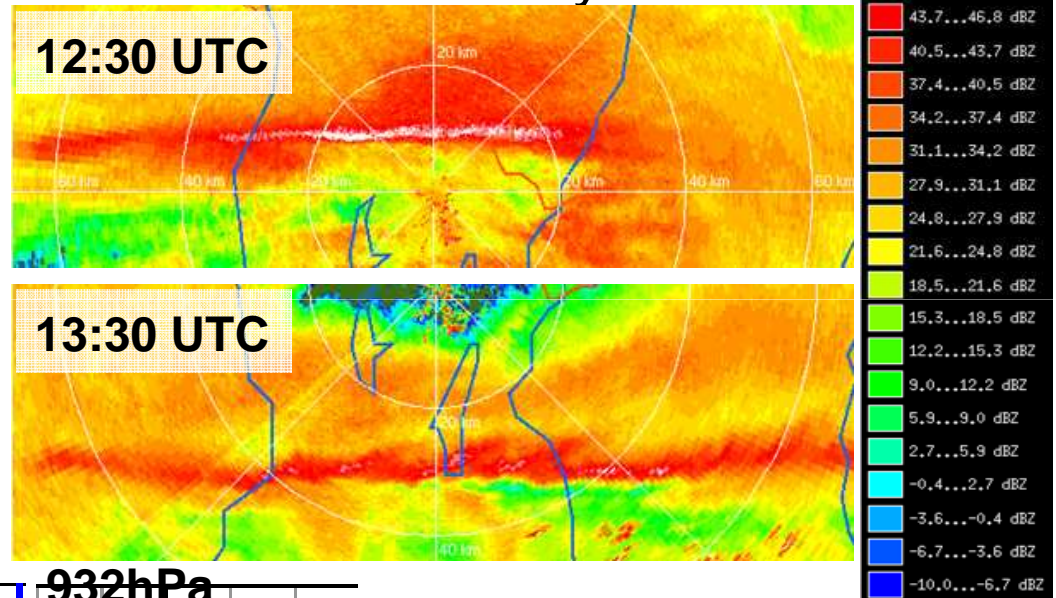 12:30 UTC
20 km
60 km
40 km
20 km
20 km
40 km
60 km
13:30 UTC
20 km
40 km
932hPa
43.7...46.8 dBZ
40.5...43.7 dBZ
37.4...40.5 dBZ
34.2...37.4 dBZ
31.1...34.2 dBZ
27.9...31.1 dBZ
24.8...27.9 dBZ
21.6...24.8 dBZ
18.5...21.6 dBZ
15.3...18.5 dBZ
12.2...15.3 dBZ
9.0...12.2 dBZ
5.9...9.0 dBZ
2.7...5.9 dBZ
-0.4...2.7 dBZ
-3.6...-0.4 dBZ
-6.7...-3.6 dBZ
-10.0...-6.7 dBZ